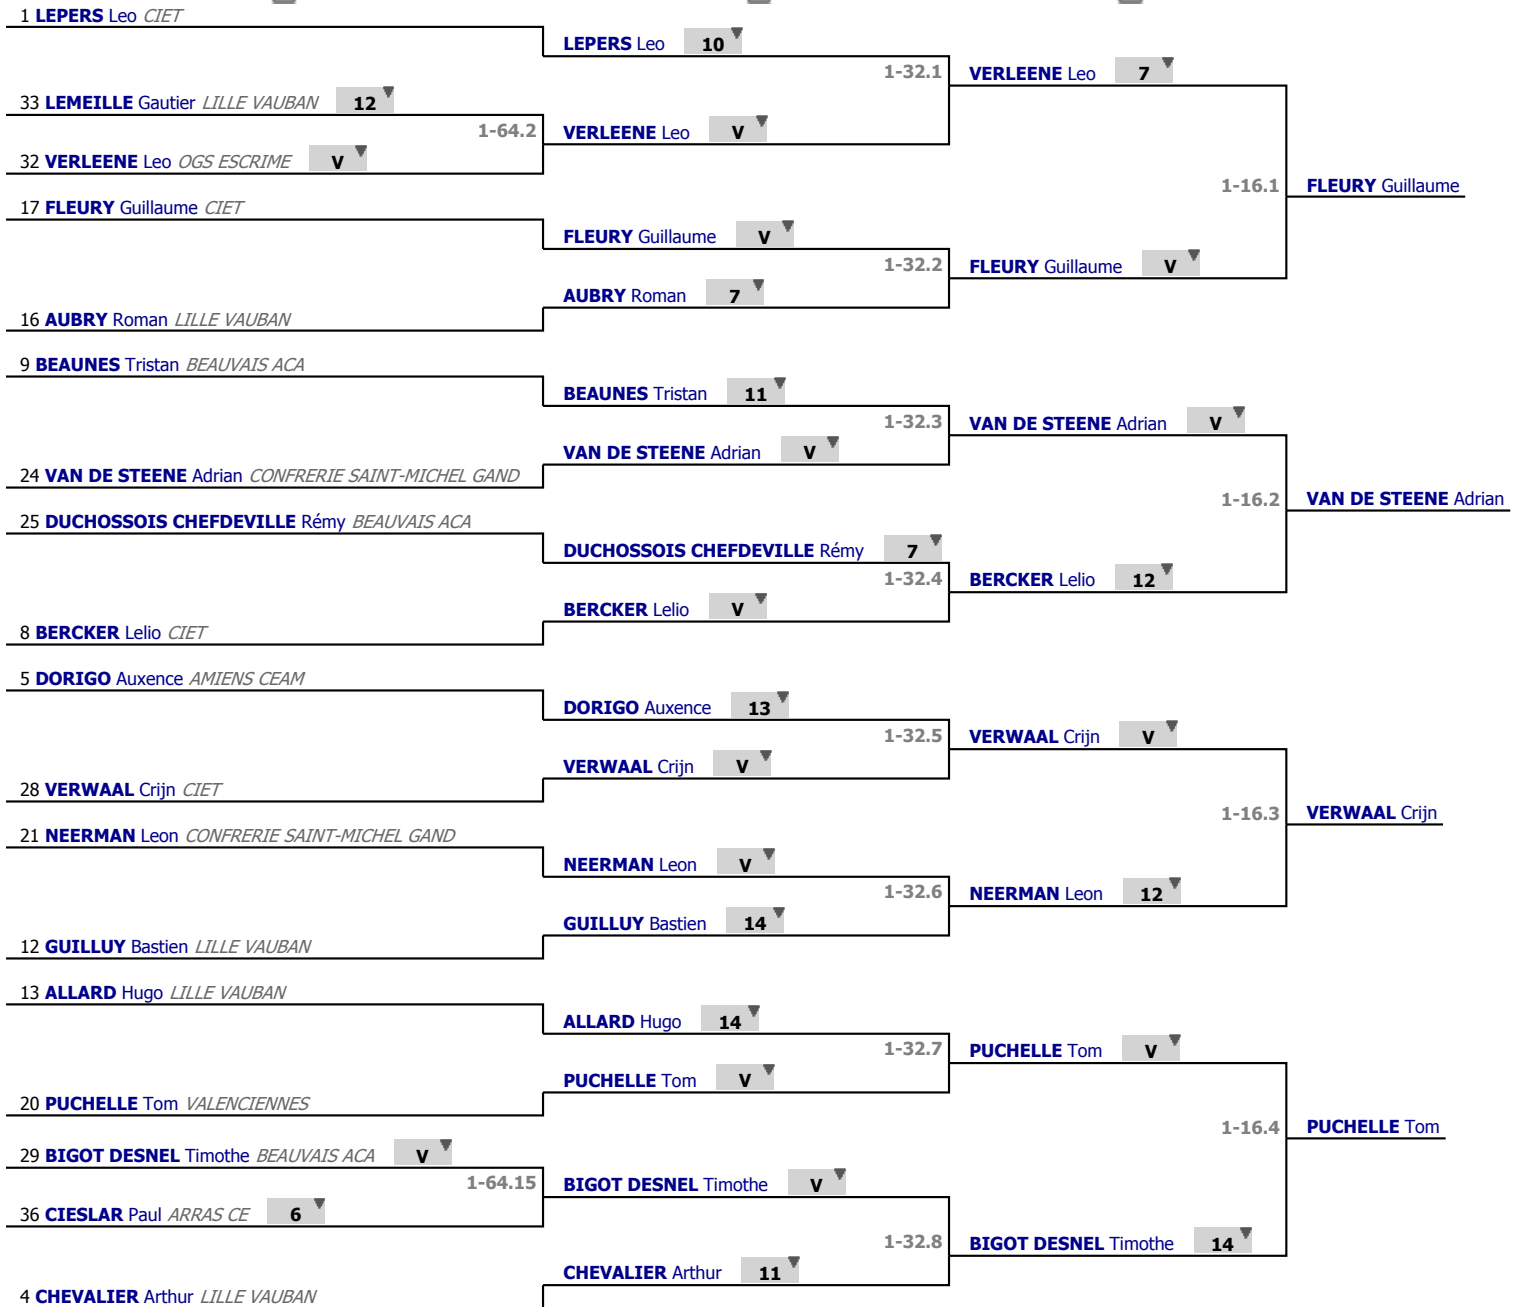 1 LEPERS Leo CIET
LEPERS Leo 10
1-32.1
VERLEENE Leo 7
33 LEMEILLE Gautier LILLE VAUBAN 12
1-64.2
VERLEENE Leo V
32 VERLEENE Leo OGS ESCRIME V
1-16.1
FLEURY Guillaume
17 FLEURY Guillaume CIET
FLEURY Guillaume V
1-32.2
FLEURY Guillaume V
AUBRY Roman 7
16 AUBRY Roman LILLE VAUBAN
9 BEAUNES Tristan BEAUVAIS ACA
BEAUNES Tristan 11
1-32.3
VAN DE STEENE Adrian V
VAN DE STEENE Adrian V
24 VAN DE STEENE Adrian CONFRERIE SAINT-MICHEL GAND
1-16.2
VAN DE STEENE Adrian
25 DUCHOSSOIS CHEFDEVILLE Rémy BEAUVAIS ACA
DUCHOSSOIS CHEFDEVILLE Rémy 7
1-32.4
BERCKER Lelio 12
BERCKER Lelio V
8 BERCKER Lelio CIET
5 DORIGO Auxence AMIENS CEAM
DORIGO Auxence 13
1-32.5
VERWAAL Crijn V
VERWAAL Crijn V
28 VERWAAL Crijn CIET
1-16.3
VERWAAL Crijn
21 NEERMAN Leon CONFRERIE SAINT-MICHEL GAND
NEERMAN Leon V
1-32.6
NEERMAN Leon 12
GUILLUY Bastien 14
12 GUILLUY Bastien LILLE VAUBAN
13 ALLARD Hugo LILLE VAUBAN
ALLARD Hugo 14
1-32.7
PUCHELLE Tom V
PUCHELLE Tom V
20 PUCHELLE Tom VALENCIENNES
1-16.4
PUCHELLE Tom
29 BIGOT DESNEL Timothe BEAUVAIS ACA V
1-64.15
BIGOT DESNEL Timothe V
36 CIESLAR Paul ARRAS CE 6
1-32.8
BIGOT DESNEL Timothe 14
CHEVALIER Arthur 11
4 CHEVALIER Arthur LILLE VAUBAN